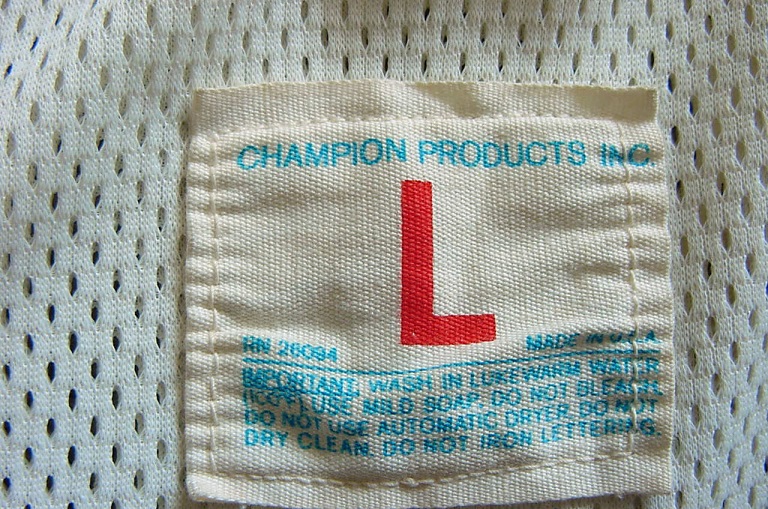 CHAMPION PRODUCTS INC.
L
RN 26094 MADE IN U.S.A.
IMPORTANT. WASH IN LUKEWARM WATER
(100°). USE MILD SOAP. DO NOT BLEACH.
DO NOT USE AUTOMATIC DRYER. DO NOT
DRY CLEAN. DO NOT IRON LETTERING.